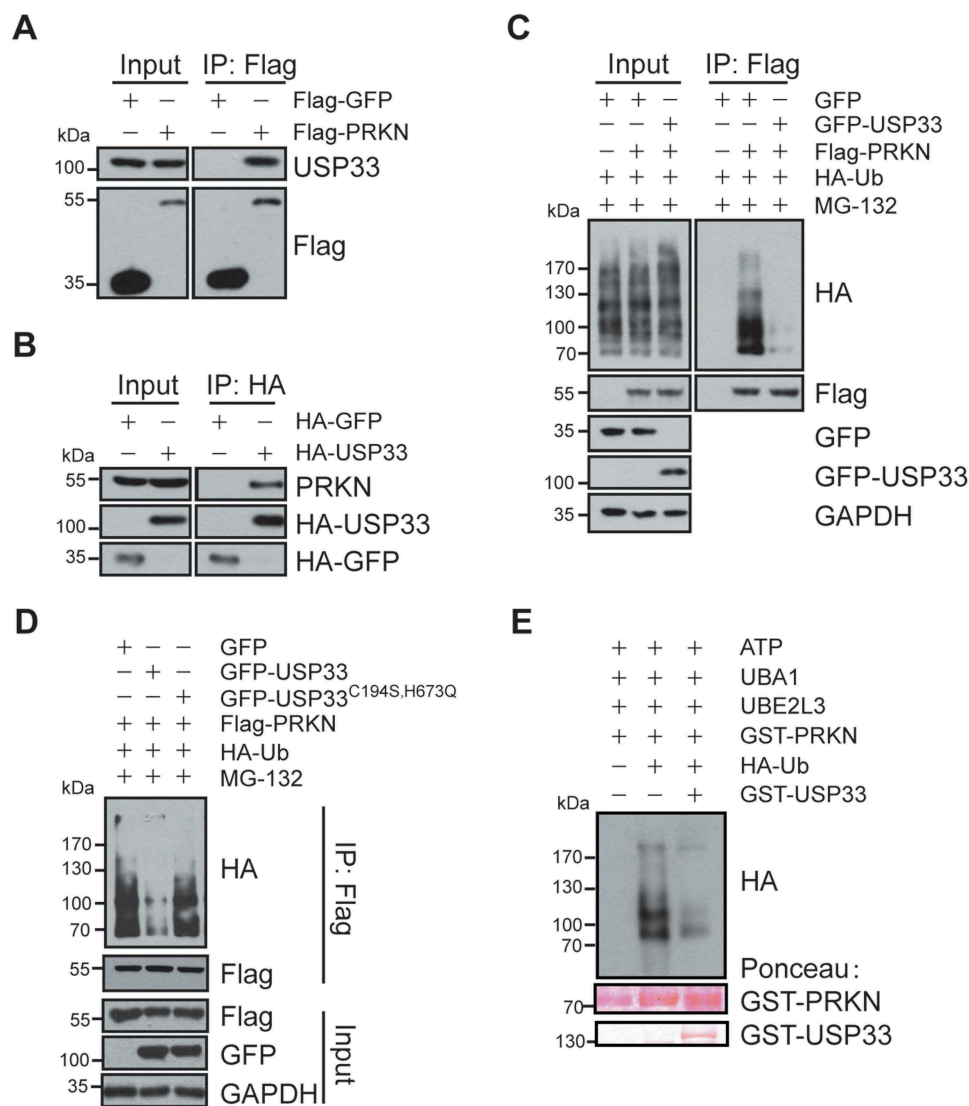 A
Input IP: Flag
+ – + – Flag-GFP
– + – + Flag-PRKN
kDa
100 USP33
55
Flag
35
B
Input IP: HA
+ – + – HA-GFP
– + – + HA-USP33
kDa
55 PRKN
100 HA-USP33
35 HA-GFP
C
Input IP: Flag
+ + – + + – GFP
– – + – – + GFP-USP33
– + + – + + Flag-PRKN
+ + + + + + HA-Ub
+ + + + + + MG-132
kDa
170
130
HA
100
70
55 Flag
35 GFP
100 GFP-USP33
35 GAPDH
D
+ – – GFP
– + – GFP-USP33
– – + GFP-USP33C194S,H673Q
+ + + Flag-PRKN
+ + + HA-Ub
+ + + MG-132
kDa
170
130
HA
100
70
55 Flag
IP: Flag
55 Flag
100 GFP
35 GAPDH
Input
E
+ + + ATP
+ + + UBA1
+ + + UBE2L3
+ + + GST-PRKN
– + + HA-Ub
– – + GST-USP33
kDa
170
130
HA
100
70
Ponceau:
70 GST-PRKN
130 GST-USP33